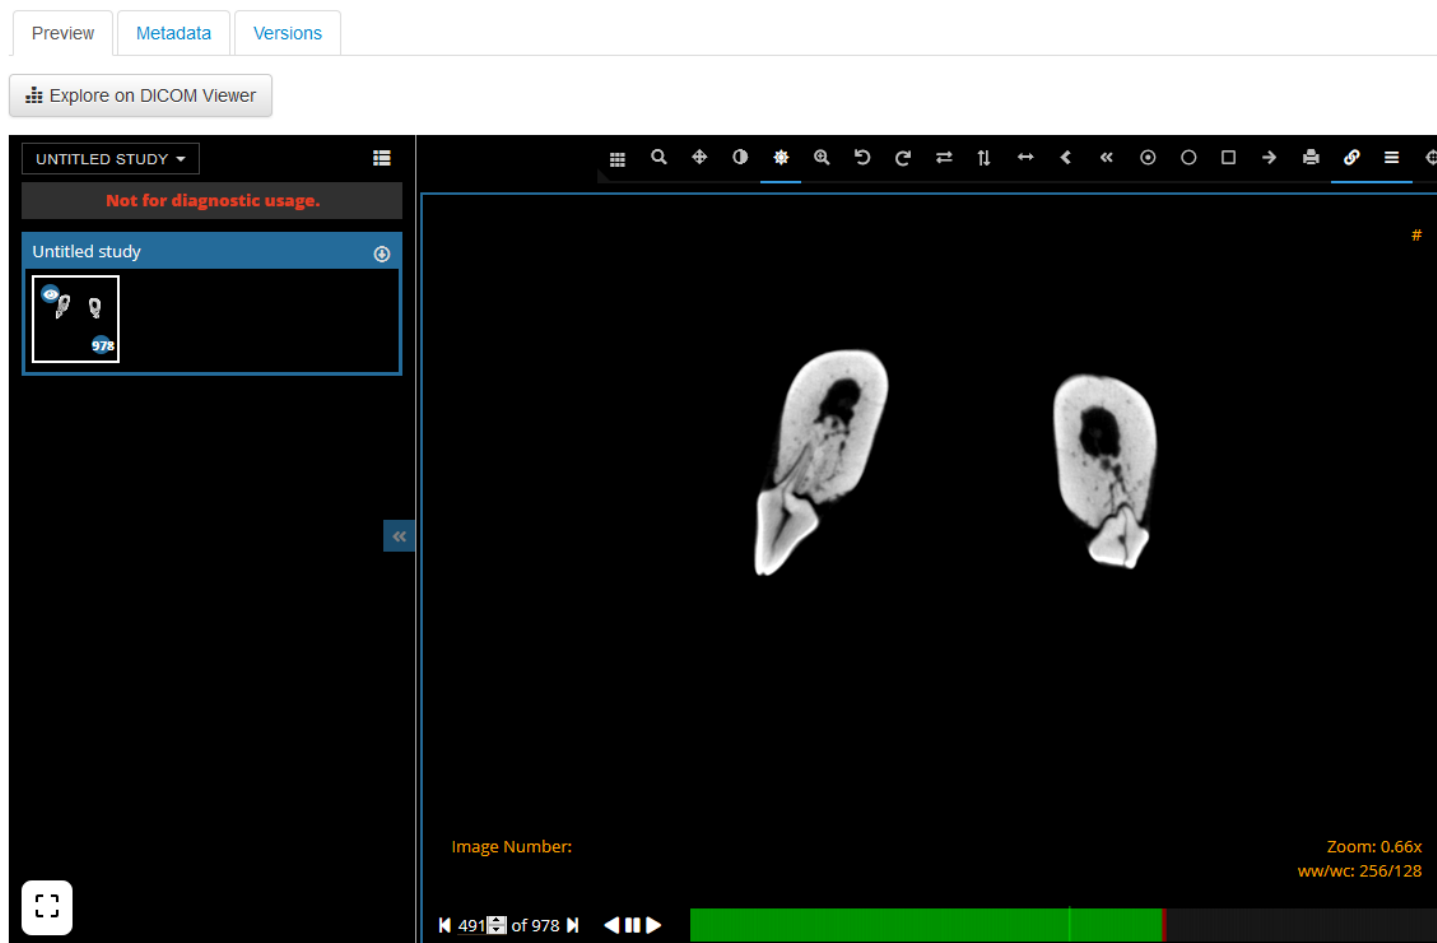 Preview Metadata Versions
Explore on DICOM Viewer
UNTITLED STUDY
Not for diagnostic usage.
Untitled study
978
#
Image Number:
Zoom: 0.66x
ww/wc: 256/128
491 of 978